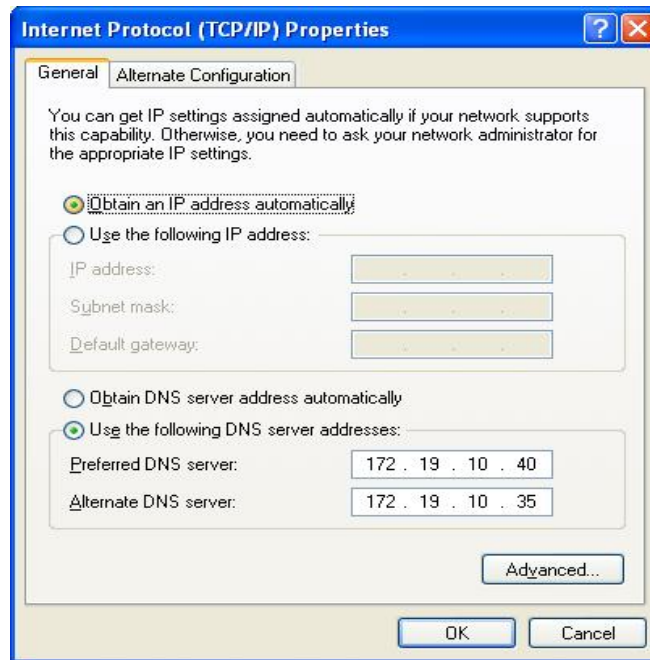 Internet Protocol (TCP/IP) Properties
General
Alternate Configuration
You can get IP settings assigned automatically if your network supports
this capability. Otherwise, you need to ask your network administrator for
the appropriate IP settings.
Obtain an IP address automatically
Use the following IP address:
IP address:
Subnet mask:
Default gateway:
Obtain DNS server address automatically
Use the following DNS server addresses:
Preferred DNS server: 172 . 19 . 10 . 40
Alternate DNS server: 172 . 19 . 10 . 35
Advanced...
OK Cancel